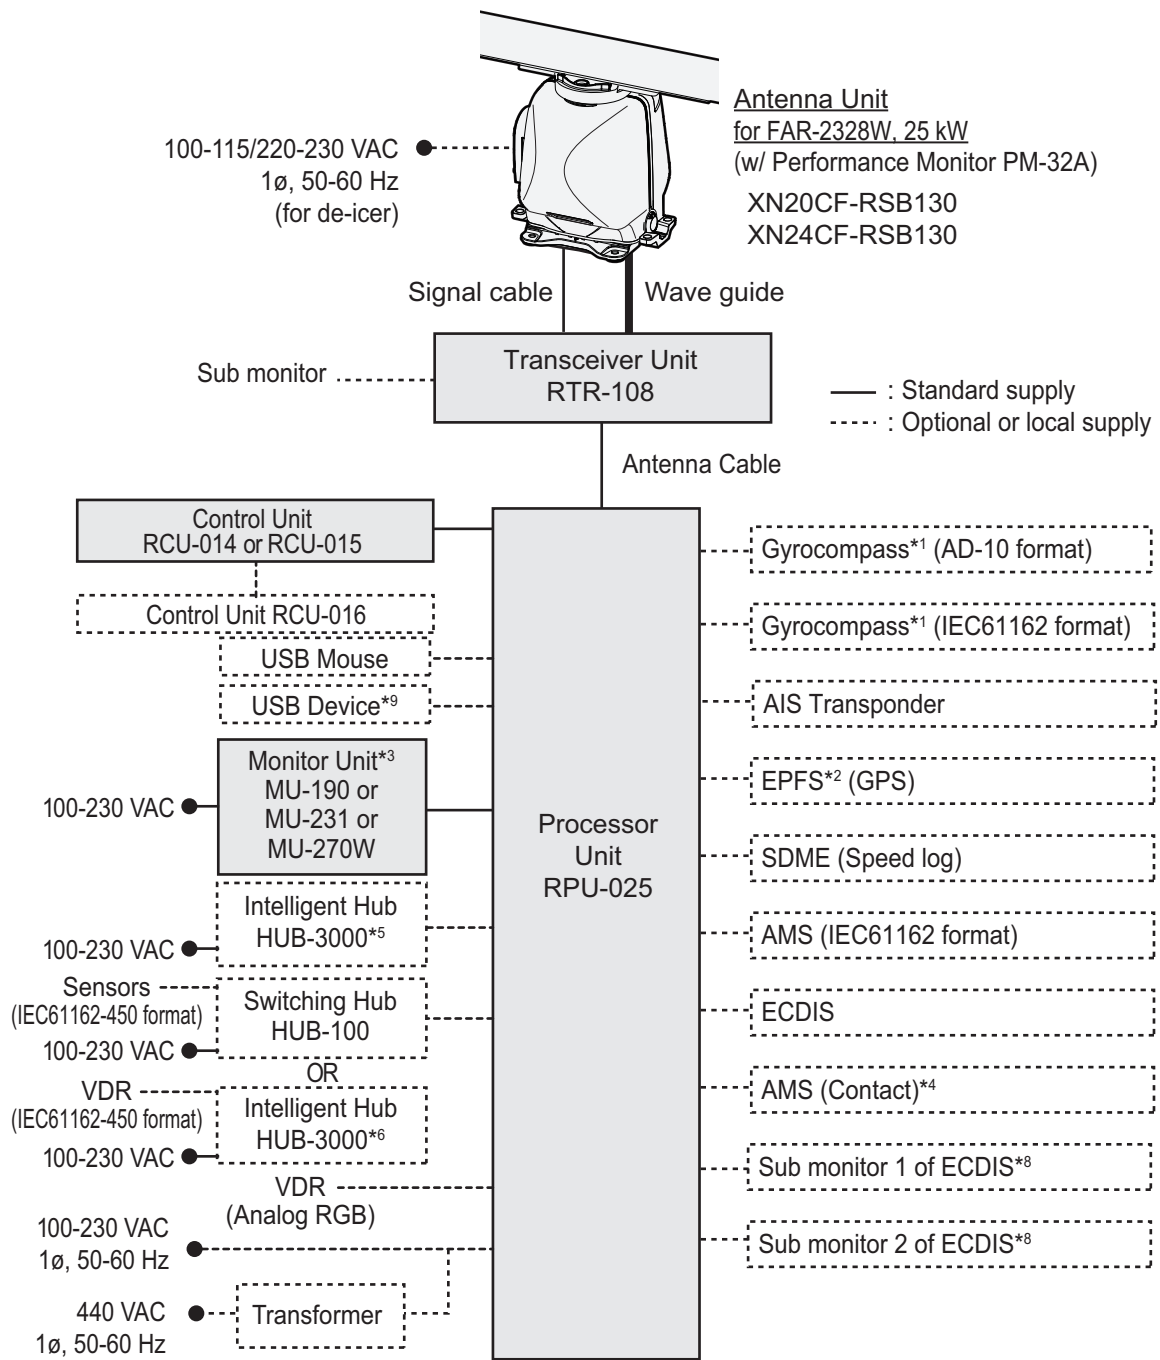 Antenna Unit
for FAR-2328W, 25 kW
(w/ Performance Monitor PM-32A)
XN20CF-RSB130
XN24CF-RSB130
100-115/220-230 VAC
1ø, 50-60 Hz
(for de-icer)
Signal cable
Wave guide
Transceiver Unit
RTR-108
Sub monitor
: Standard supply
: Optional or local supply
Antenna Cable
Control Unit
RCU-014 or RCU-015
Control Unit RCU-016
USB Mouse
USB Device*9
Monitor Unit*3
MU-190 or
MU-231 or
MU-270W
100-230 VAC
Intelligent Hub
HUB-3000*5
100-230 VAC
Sensors
(IEC61162-450 format)
Switching Hub
HUB-100
100-230 VAC
OR
VDR
(IEC61162-450 format)
Intelligent Hub
HUB-3000*6
100-230 VAC
VDR
(Analog RGB)
100-230 VAC
1ø, 50-60 Hz
440 VAC
1ø, 50-60 Hz
Transformer
Processor
Unit
RPU-025
Gyrocompass*1 (AD-10 format)
Gyrocompass*1 (IEC61162 format)
AIS Transponder
EPFS*2 (GPS)
SDME (Speed log)
AMS (IEC61162 format)
ECDIS
AMS (Contact)*4
Sub monitor 1 of ECDIS*8
Sub monitor 2 of ECDIS*8